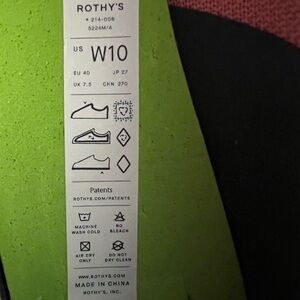 ROTHY'S
# 214-008
5224M/A
US W10
EU 40 JP 27
UK 7.5 CHN 270
Patents
ROTHYS.COM/PATENTS
MACHINE WASH COLD
NO BLEACH
AIR DRY ONLY
DO NOT DRY CLEAN
WWW.ROTHYS.COM
MADE IN CHINA
ROTHY'S, INC.